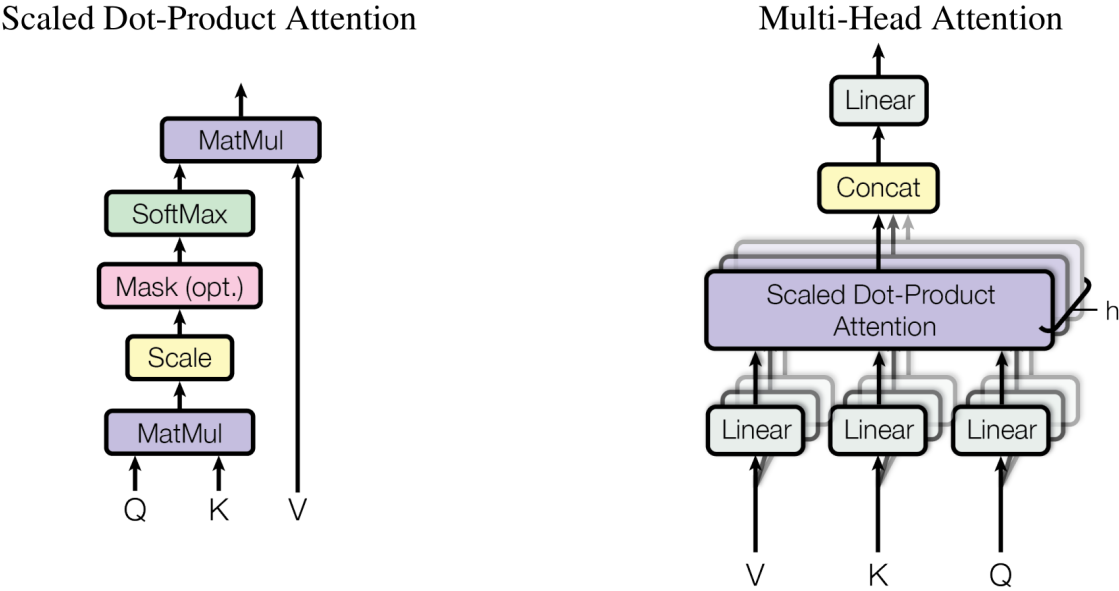 Scaled Dot-Product Attention
MatMul
SoftMax
Mask (opt.)
Scale
MatMul
Q K V
Multi-Head Attention
Linear
Concat
Scaled Dot-Product
Attention
h
Linear Linear Linear
V K Q